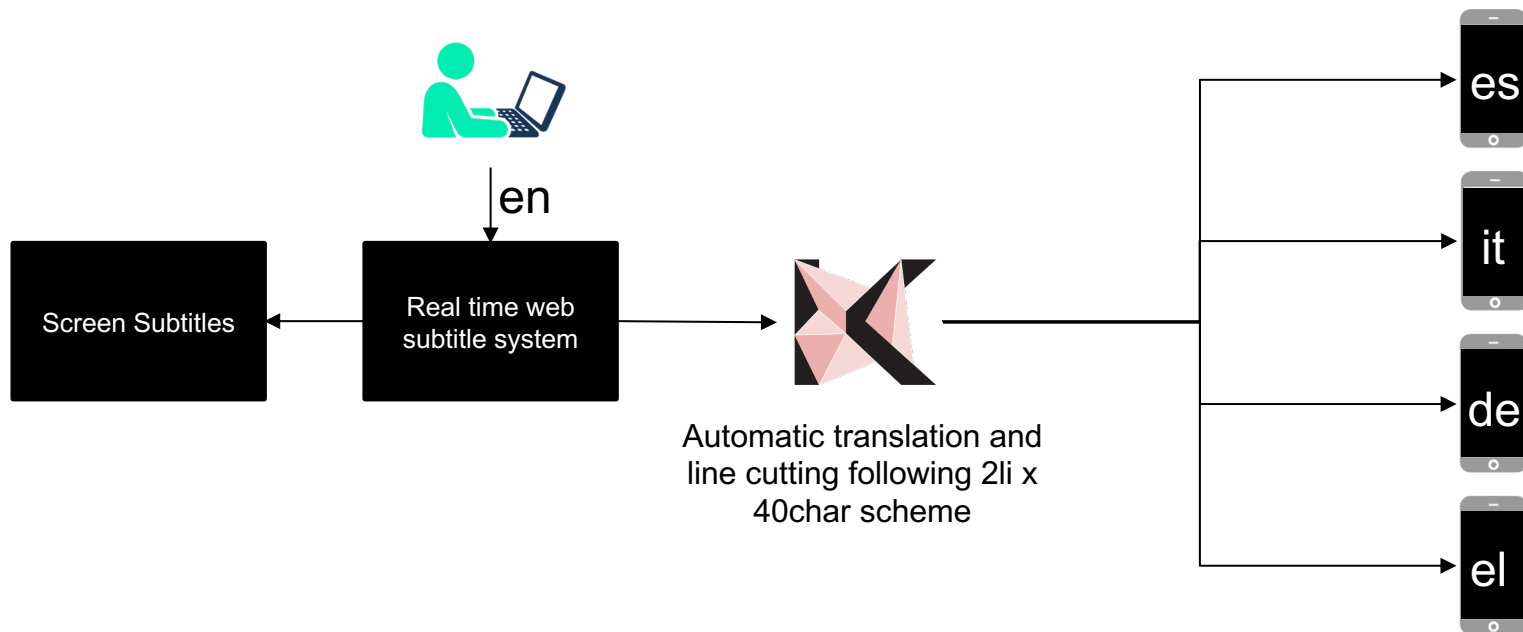 en
Screen Subtitles
Real time web
subtitle system
Automatic translation and
line cutting following 2li x
40char scheme
es
it
de
el